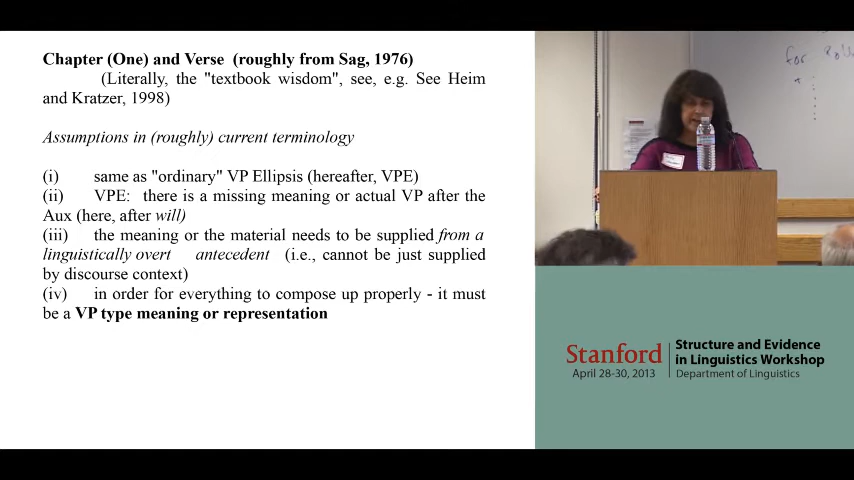 Chapter (One) and Verse (roughly from Sag, 1976)
(Literally, the "textbook wisdom", see, e.g. See Heim
and Kratzer, 1998)
Assumptions in (roughly) current terminology
(i) same as "ordinary" VP Ellipsis (hereafter, VPE)
(ii) VPE: there is a missing meaning or actual VP after the
Aux (here, after will)
(iii) the meaning or the material needs to be supplied from a
linguistically overt antecedent (i.e., cannot be just supplied
by discourse context)
(iv) in order for everything to compose up properly - it must
be a VP type meaning or representation
for
Stanford
April 28-30, 2013
Structure and Evidence
in Linguistics Workshop
Department of Linguistics